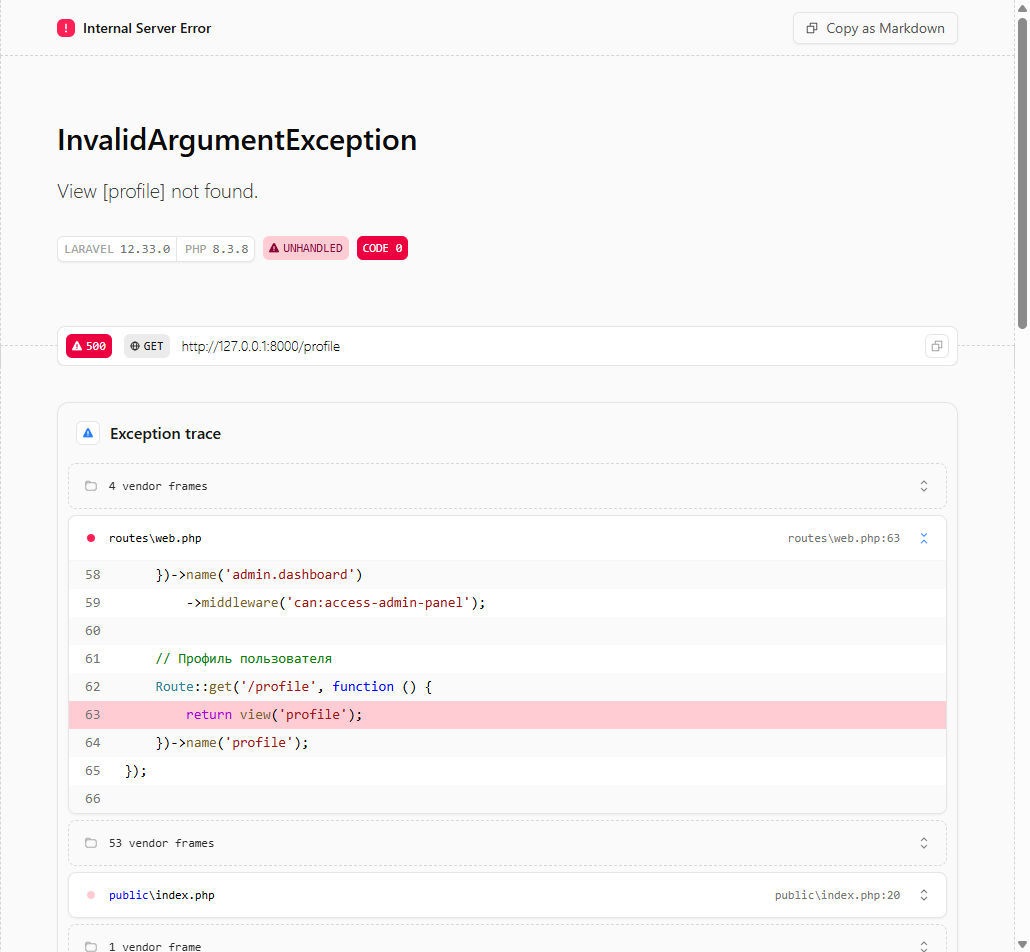 Internal Server Error
Copy as Markdown
InvalidArgumentException
View [profile] not found.
LARAVEL 12.33.0 PHP 8.3.8 UNHANDLED CODE 0
500 GET http://127.0.0.1:8000/profile
Exception trace
4 vendor frames
routes\web.php routes\web.php:63
58 })->name('admin.dashboard')
59 ->middleware('can:access-admin-panel');
60
61 // Профиль пользователя
62 Route::get('/profile', function () {
63 return view('profile');
64 })->name('profile');
65 });
66
53 vendor frames
public\index.php public\index.php:20
1 vendor frame